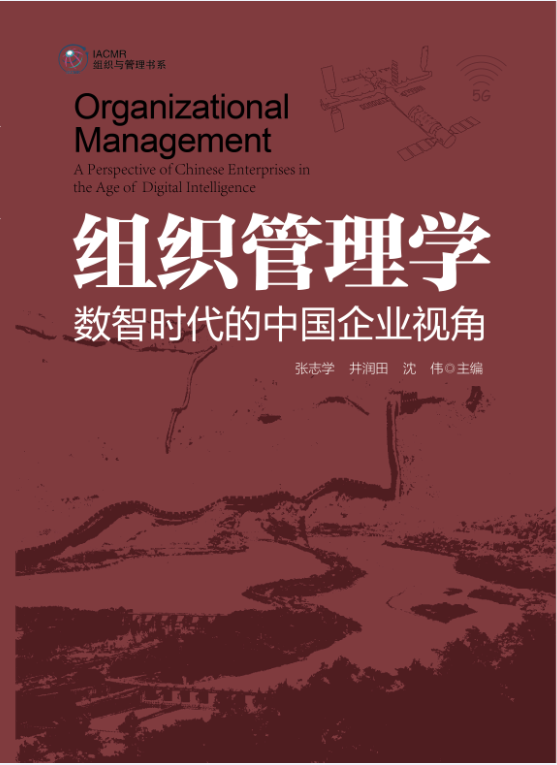 IACMR
组织与管理书系
5G
Organizational
Management
A Perspective of Chinese Enterprises in
the Age of Digital Intelligence
组织管理学
数智时代的中国企业视角
张志学 井润田 沈 伟◎主编